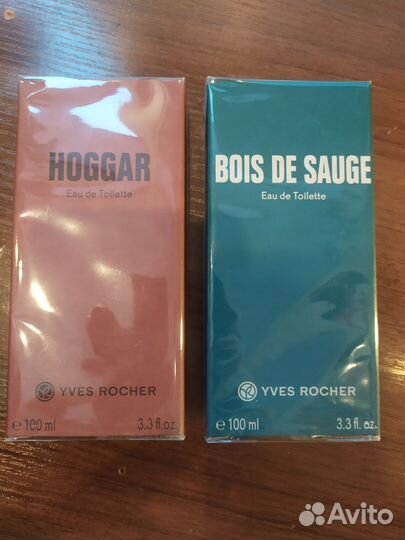 HOGGAR
Eau de Toilette
YVES ROCHER
e 100 ml 3.3 fl.oz.
BOIS DE SAUGE
Eau de Toilette
YVES ROCHER
e 100 ml 3.3 fl. oz.
Avito